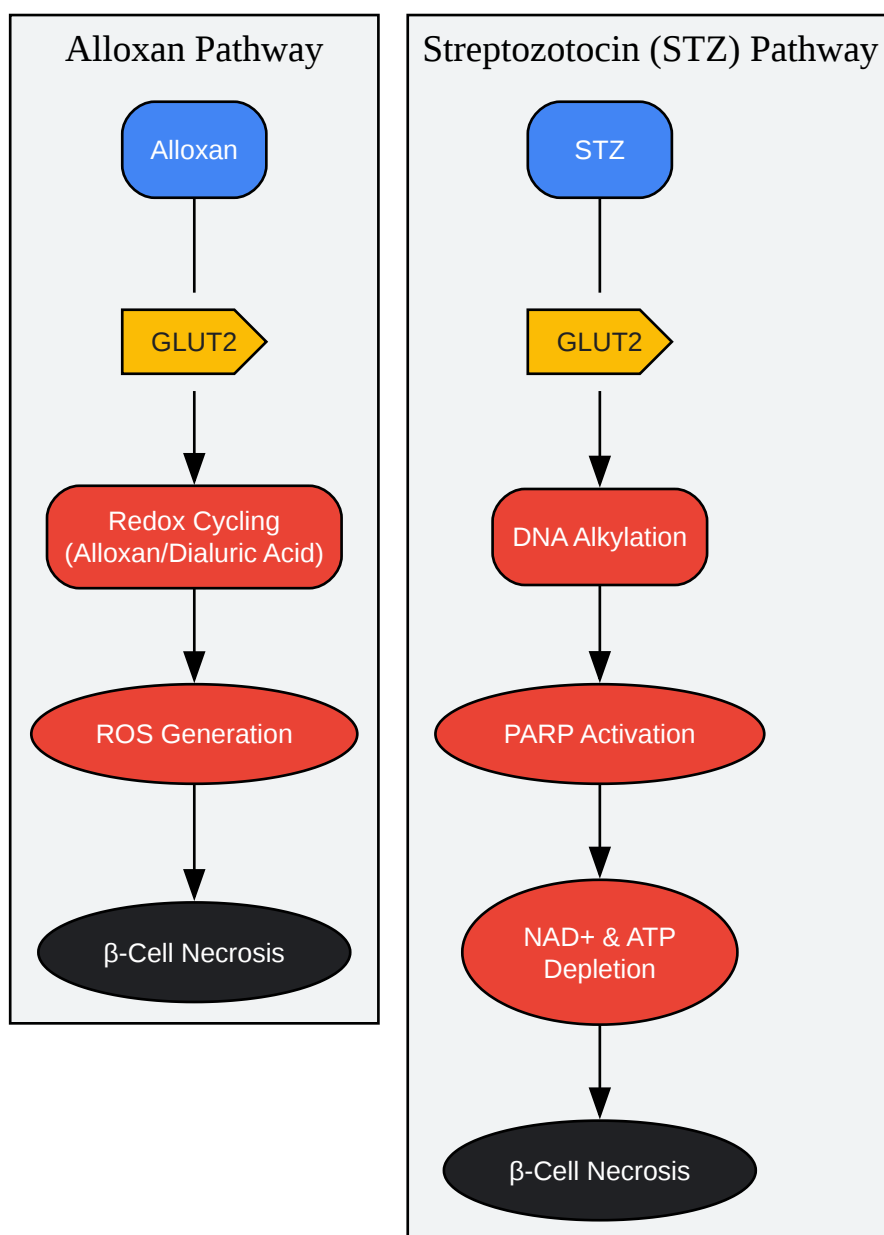 Alloxan Pathway
Alloxan
GLUT2
Redox Cycling
(Alloxan/Dialuric Acid)
ROS Generation
β-Cell Necrosis
Streptozotocin (STZ) Pathway
STZ
GLUT2
DNA Alkylation
PARP Activation
NAD+ & ATP
Depletion
β-Cell Necrosis